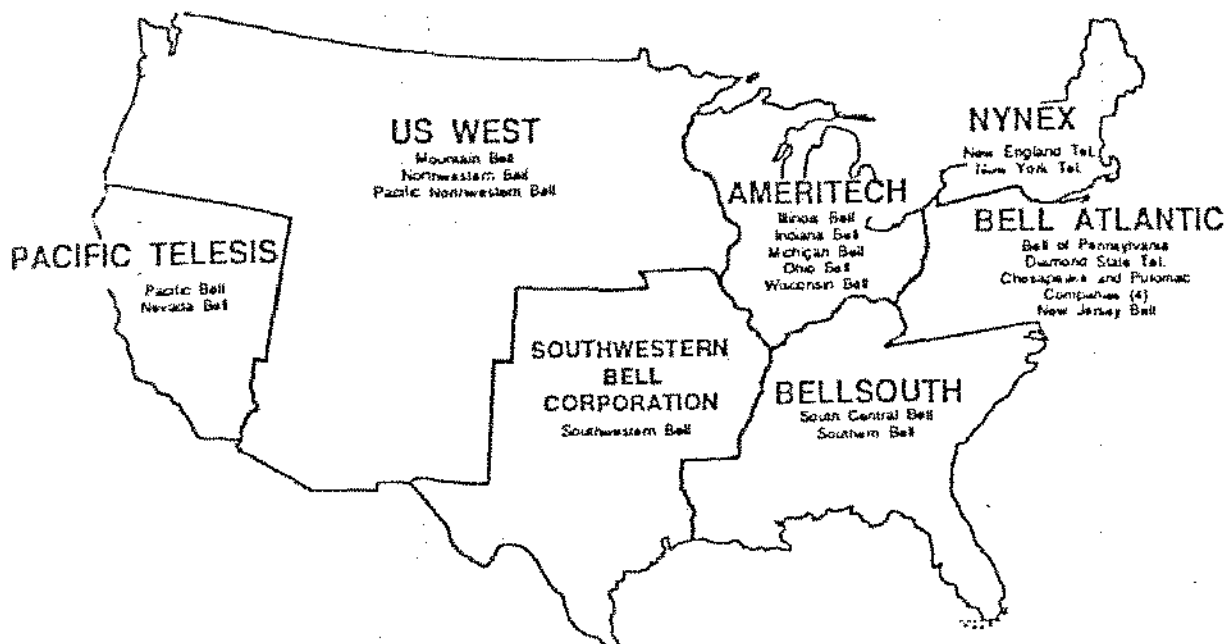 US WEST
Mountain Bell
Northwestern Bell
Pacific Northwestern Bell
NYNEX
New England Tel.
New York Tel.
AMERITECH
Illinois Bell
Indiana Bell
Michigan Bell
Ohio Bell
Wisconsin Bell
BELL ATLANTIC
Bell of Pennsylvania
Diamond State Tel.
Chesapeake and Potomac
Companies (4)
New Jersey Bell
PACIFIC TELESIS
Pacific Bell
Nevada Bell
SOUTHWESTERN
BELL
CORPORATION
Southwestern Bell
BELLSOUTH
South Central Bell
Southern Bell